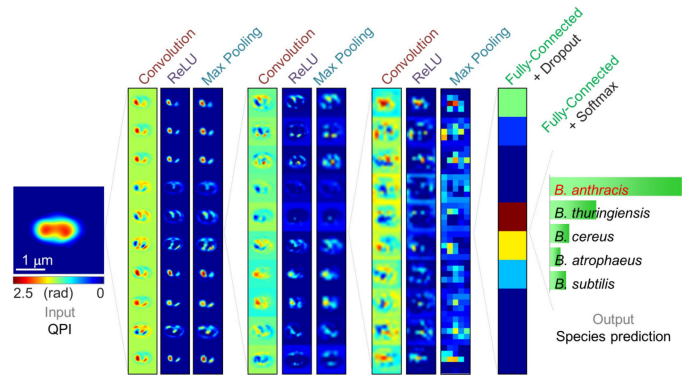 Convolution
ReLU
Max Pooling
Convolution
ReLU
Max Pooling
Convolution
ReLU
Max Pooling
Fully-Connected
+ Dropout
Fully-Connected
+ Softmax
1 μm
2.5 (rad) 0
Input
QPI
B. anthracis
B. thuringiensis
B. cereus
B. atrophaeus
B. subtilis
Output
Species prediction